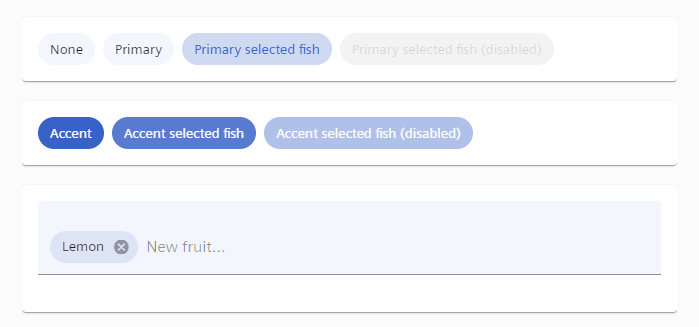 None Primary Primary selected fish Primary selected fish (disabled)
Accent Accent selected fish Accent selected fish (disabled)
Lemon New fruit...